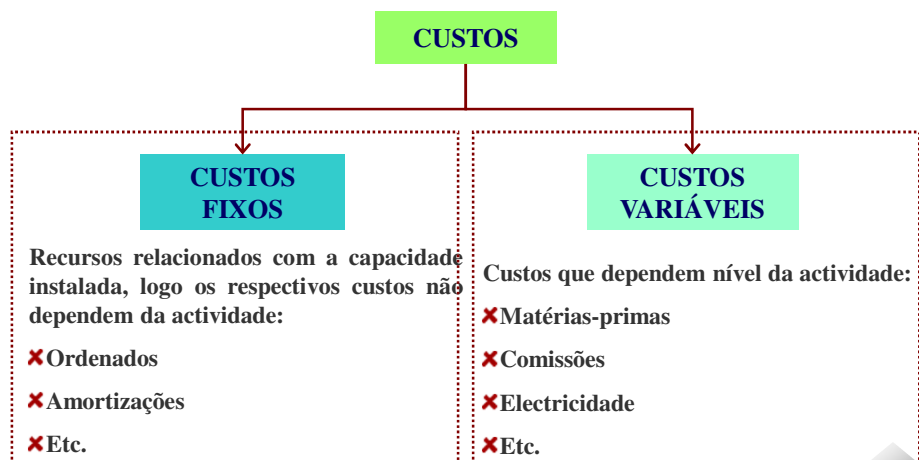 CUSTOS
CUSTOS
FIXOS
Recursos relacionados com a capacidade
instalada, logo os respectivos custos não
dependem da actividade:
Ordenados
Amortizações
Etc.
CUSTOS
VARIÁVEIS
Custos que dependem nível da actividade:
Matérias-primas
Comissões
Electricidade
Etc.